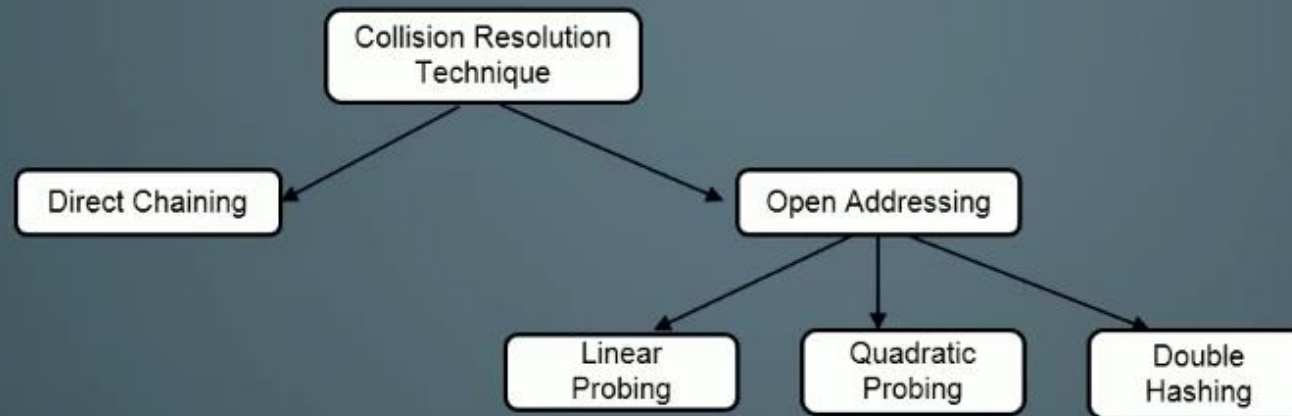 Collision Resolution
Technique
Direct Chaining
Open Addressing
Linear
Probing
Quadratic
Probing
Double
Hashing